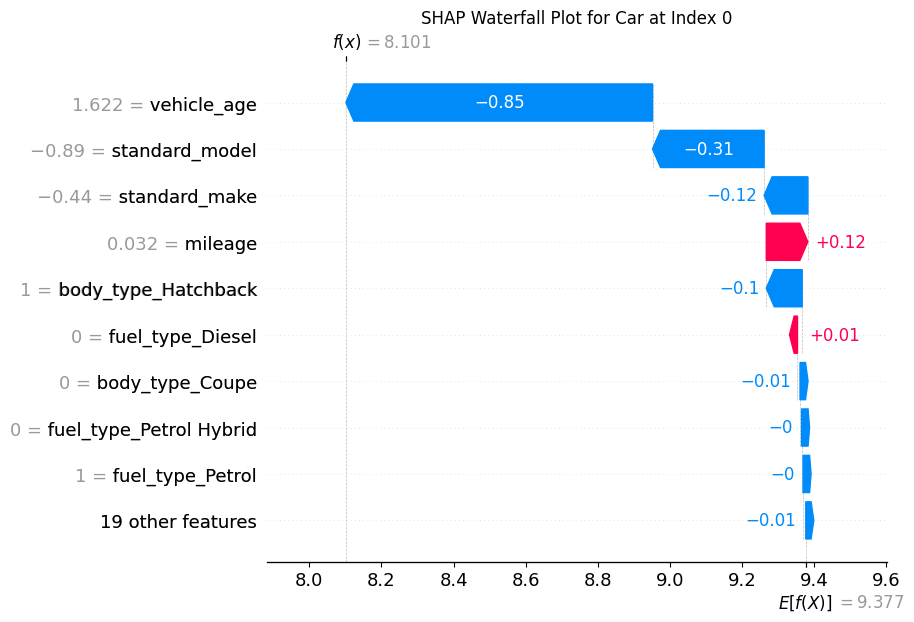 SHAP Waterfall Plot for Car at Index 0
f(x) = 8.101
1.622 = vehicle_age
−0.85
−0.89 = standard_model
−0.31
−0.44 = standard_make
−0.12
0.032 = mileage
+0.12
1 = body_type_Hatchback
−0.1
0 = fuel_type_Diesel
+0.01
0 = body_type_Coupe
−0.01
0 = fuel_type_Petrol Hybrid
−0
1 = fuel_type_Petrol
−0
19 other features
−0.01
8.0 8.2 8.4 8.6 8.8 9.0 9.2 9.4 9.6
E[f(X)] = 9.377